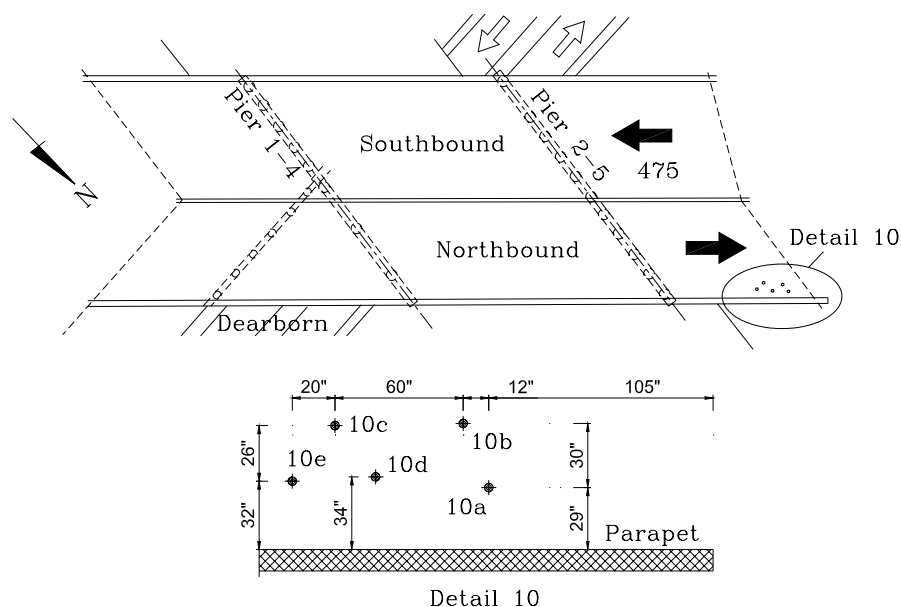 Pier 1-4
Pier 2-5
Southbound
475
N
Northbound
Detail 10
Dearborn
20"
60"
12"
105"
10c
10b
26"
30"
10e
10d
10a
32"
34"
29"
Parapet
Detail 10